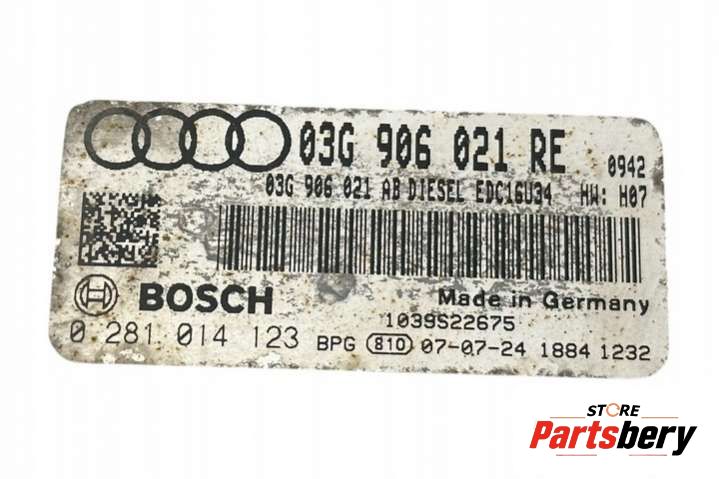 03G 906 021 RE 0942
03G 906 021 AB DIESEL EDC16U34 HW: H07
BOSCH Made in Germany
1039S22675
0 281 014 123 BPG 810 07-07-24 1884 1232
STORE
Partsbery